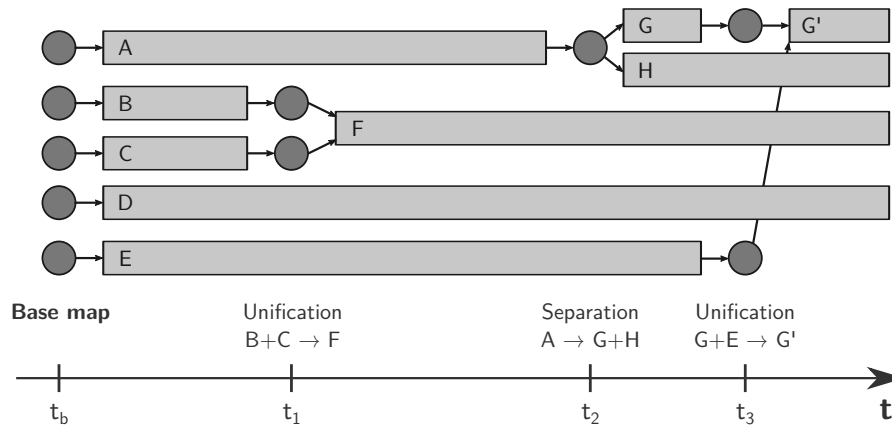 G
G'
A
H
B
F
C
D
E
Base map
Unification
B+C → F
Separation
A → G+H
Unification
G+E → G'
t_b
t_1
t_2
t_3
t